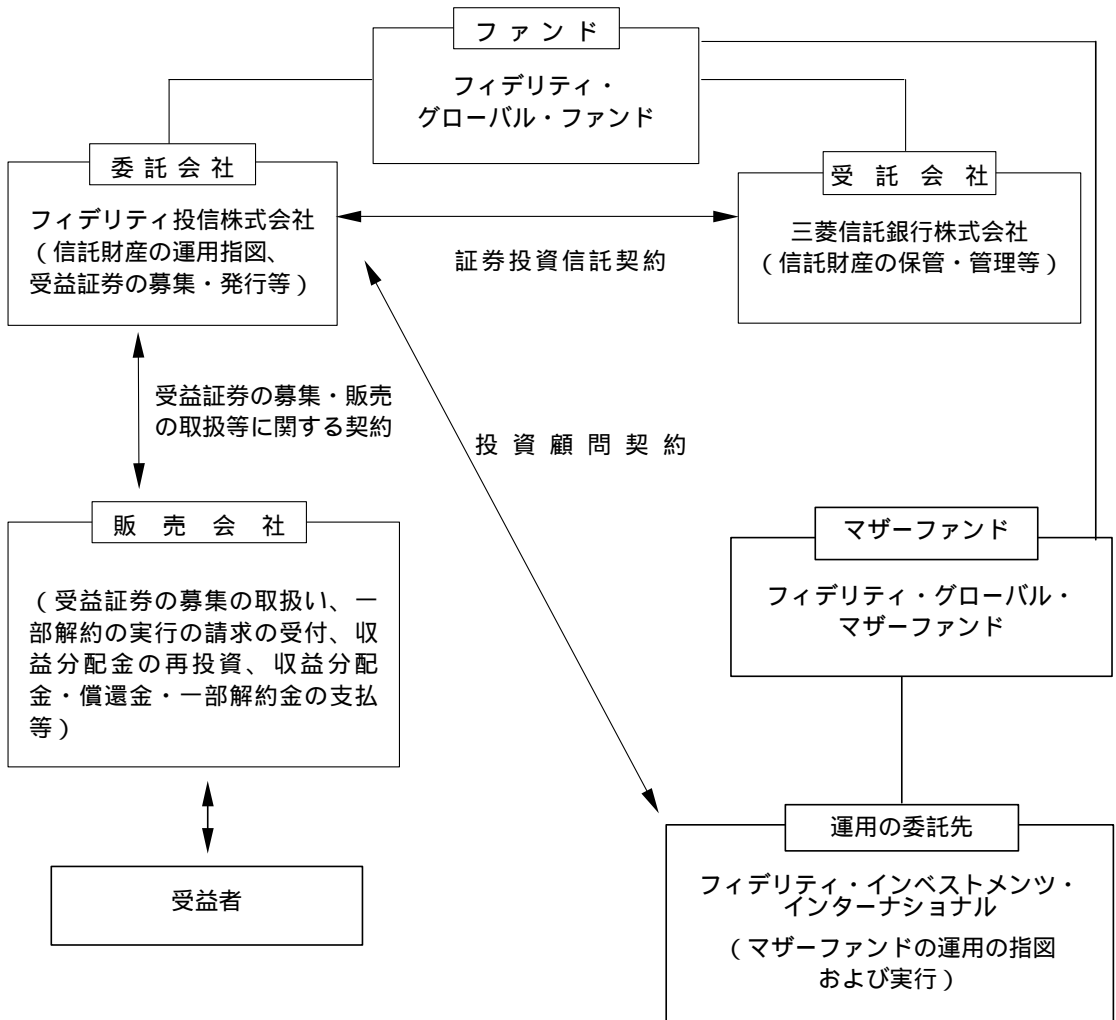 ファンド
フィデリティ・
グローバル・ファンド
委託会社
フィデリティ投信株式会社
(信託財産の運用指図、
受益証券の募集・発行等)
受託会社
三菱信託銀行株式会社
(信託財産の保管・管理等)
証券投資信託契約
受益証券の募集・販売
の取扱等に関する契約
投資顧問契約
販売会社
(受益証券の募集の取扱い、一
部解約の実行の請求の受付、収
益分配金の再投資、収益分配
金・償還金・一部解約金の支払
等)
マザーファンド
フィデリティ・グローバル・
マザーファンド
受益者
運用の委託先
フィデリティ・インベストメンツ・
インターナショナル
(マザーファンドの運用の指図
および実行)